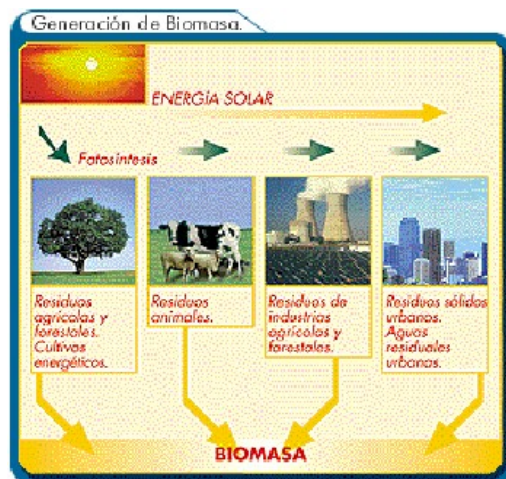 Generación de Biomasa.
ENERGÍA SOLAR
Fotosíntesis
Residuos
agrícolas y
forestales.
Cultivos
energéticos.
Residuos
animales.
Residuos de
industrias
agrícolas y
forestales.
Residuos sólidos
urbanos.
Aguas
residuales
urbanas.
BIOMASA